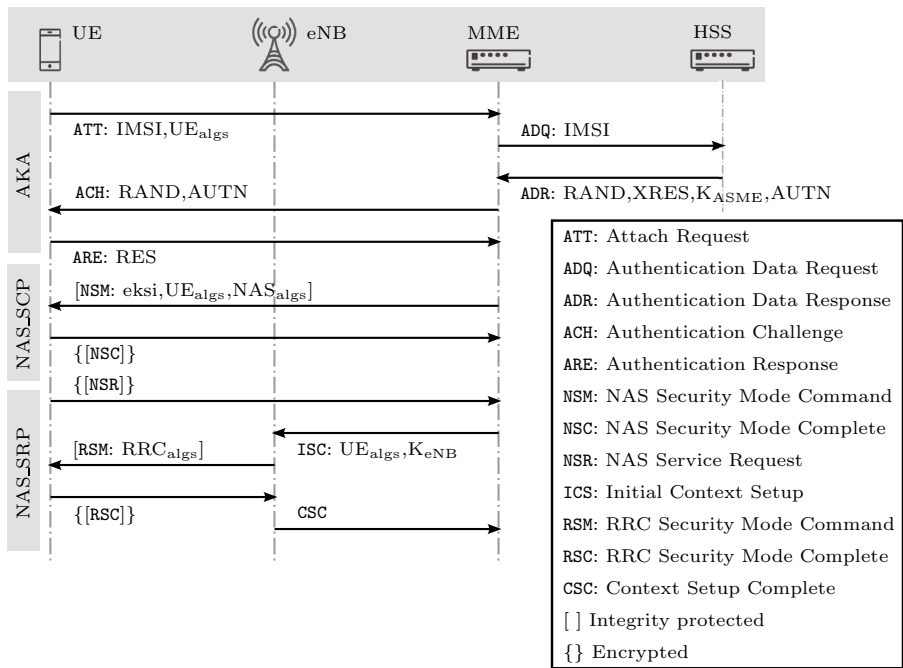 UE eNB MME HSS
AKA
ATT: IMSI,UE_algs
ADQ: IMSI
ACH: RAND,AUTN
ADR: RAND,XRES,K_ASME,AUTN
ARE: RES
NAS_SCP
[NSM: eksi,UE_algs,NAS_algs]
{[NSC]}
{[NSR]}
NAS_SRP
[RSM: RRC_algs]
ISC: UE_algs,K_eNB
{[RSC]}
CSC
ATT: Attach Request
ADQ: Authentication Data Request
ADR: Authentication Data Response
ACH: Authentication Challenge
ARE: Authentication Response
NSM: NAS Security Mode Command
NSC: NAS Security Mode Complete
NSR: NAS Service Request
ICS: Initial Context Setup
RSM: RRC Security Mode Command
RSC: RRC Security Mode Complete
CSC: Context Setup Complete
[ ] Integrity protected
{} Encrypted